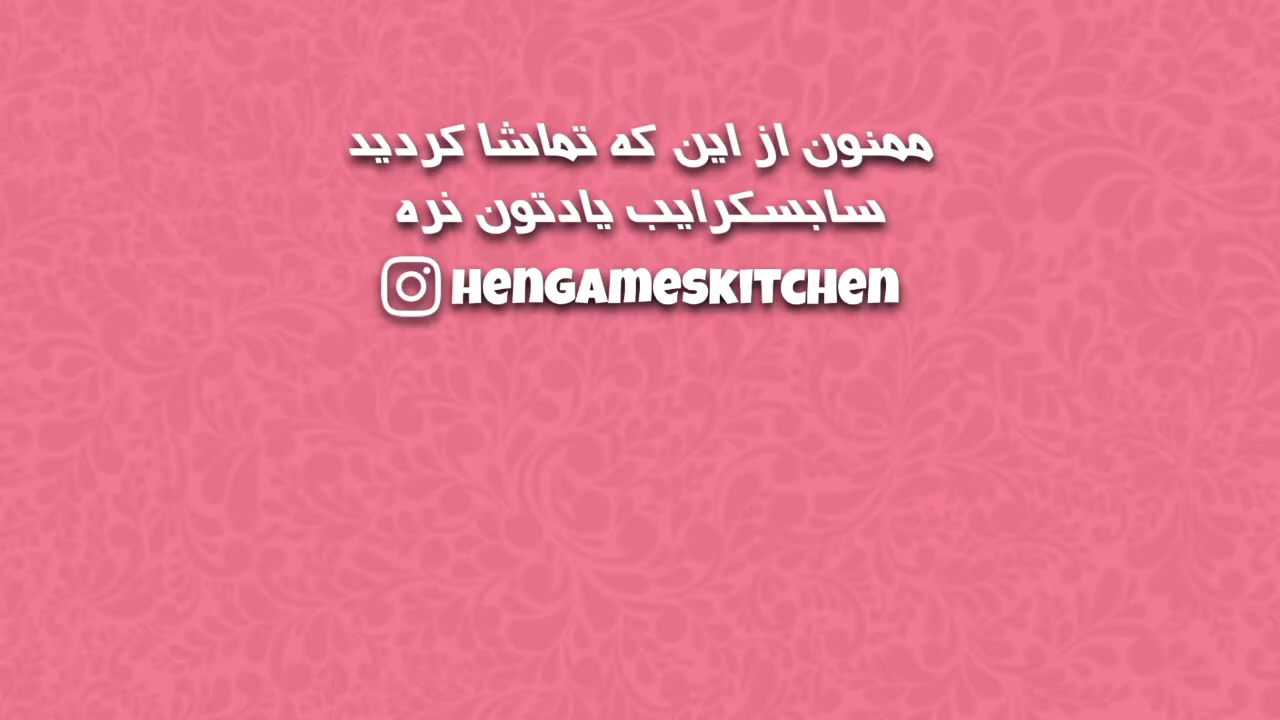 ممنون از این که تماشا کردید
سابسکرایب یادتون نره
HENGAMESKITCHEN